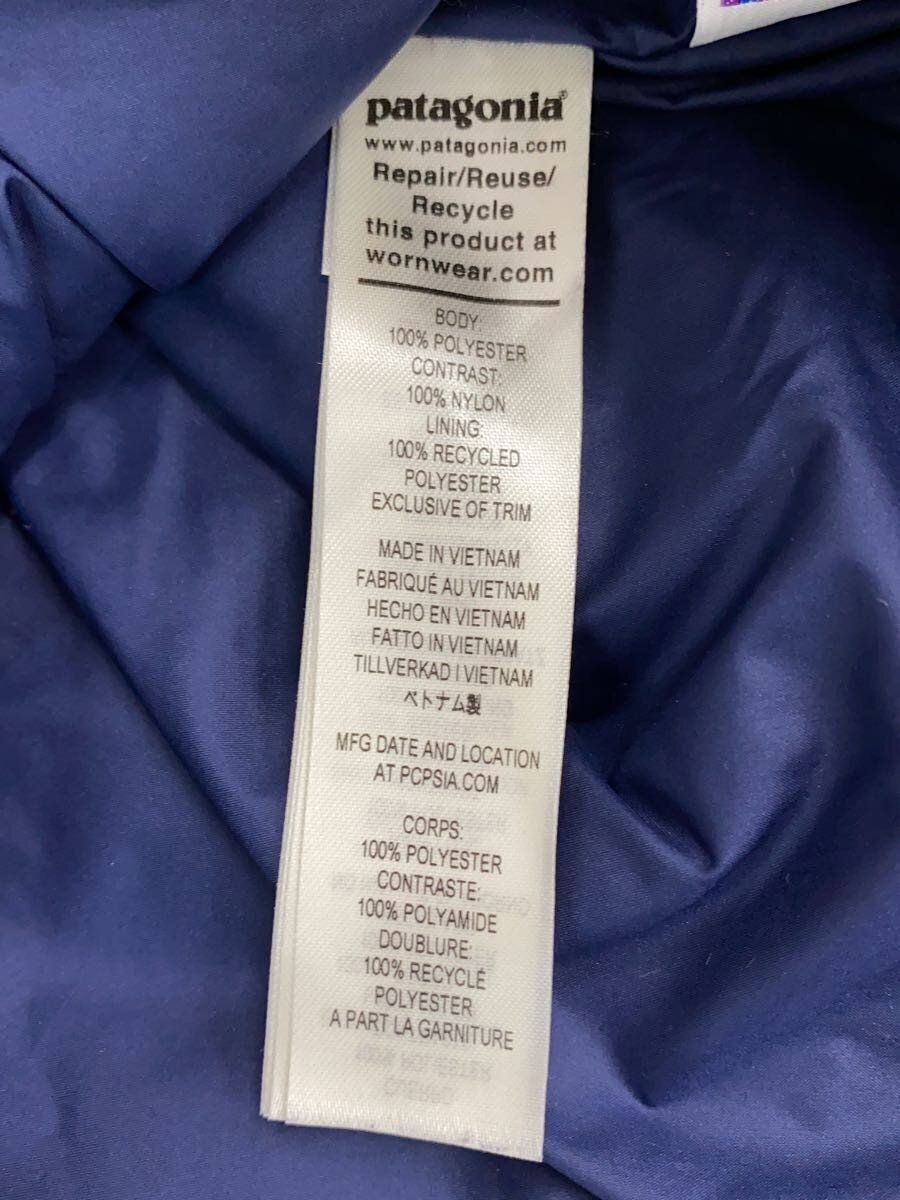 patagonia®
www.patagonia.com
Repair/Reuse/
Recycle
this product at
wornwear.com
BODY:
100% POLYESTER
CONTRAST:
100% NYLON
LINING:
100% RECYCLED
POLYESTER
EXCLUSIVE OF TRIM
MADE IN VIETNAM
FABRIQUÉ AU VIETNAM
HECHO EN VIETNAM
FATTO IN VIETNAM
TILLVERKAD I VIETNAM
ベトナム製
MFG DATE AND LOCATION
AT PCPSIA.COM
CORPS:
100% POLYESTER
CONTRASTE:
100% POLYAMIDE
DOUBLURE:
100% RECYCLÉ
POLYESTER
A PART LA GARNITURE